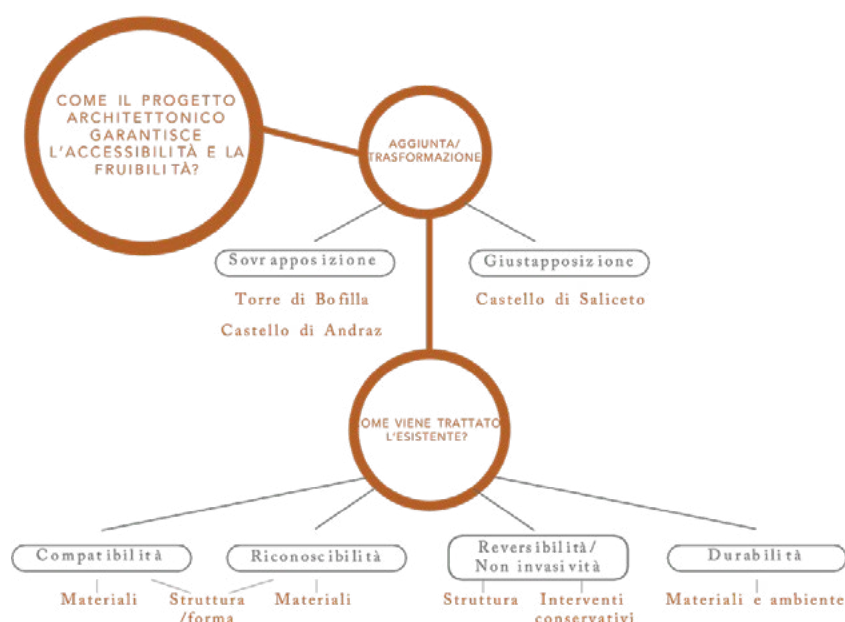 COME IL PROGETTO
ARCHITETTONICO
GARANTISCE
L'ACCESSIBILITÀ E LA
FRUIBILITÀ?
AGGIUNTA/
TRASFORMAZIONE
Sovrapposizione
Giustapposizione
Torre di Bofilla
Castello di Saliceto
Castello di Andraz
OME VIENE TRATTATO
L'ESISTENTE?
Compatibilità
Riconoscibilità
Reversibilità/
Non invasività
Durabilità
Materiali
Struttura
/forma
Materiali
Struttura
Interventi
conservativi
Materiali e ambiente